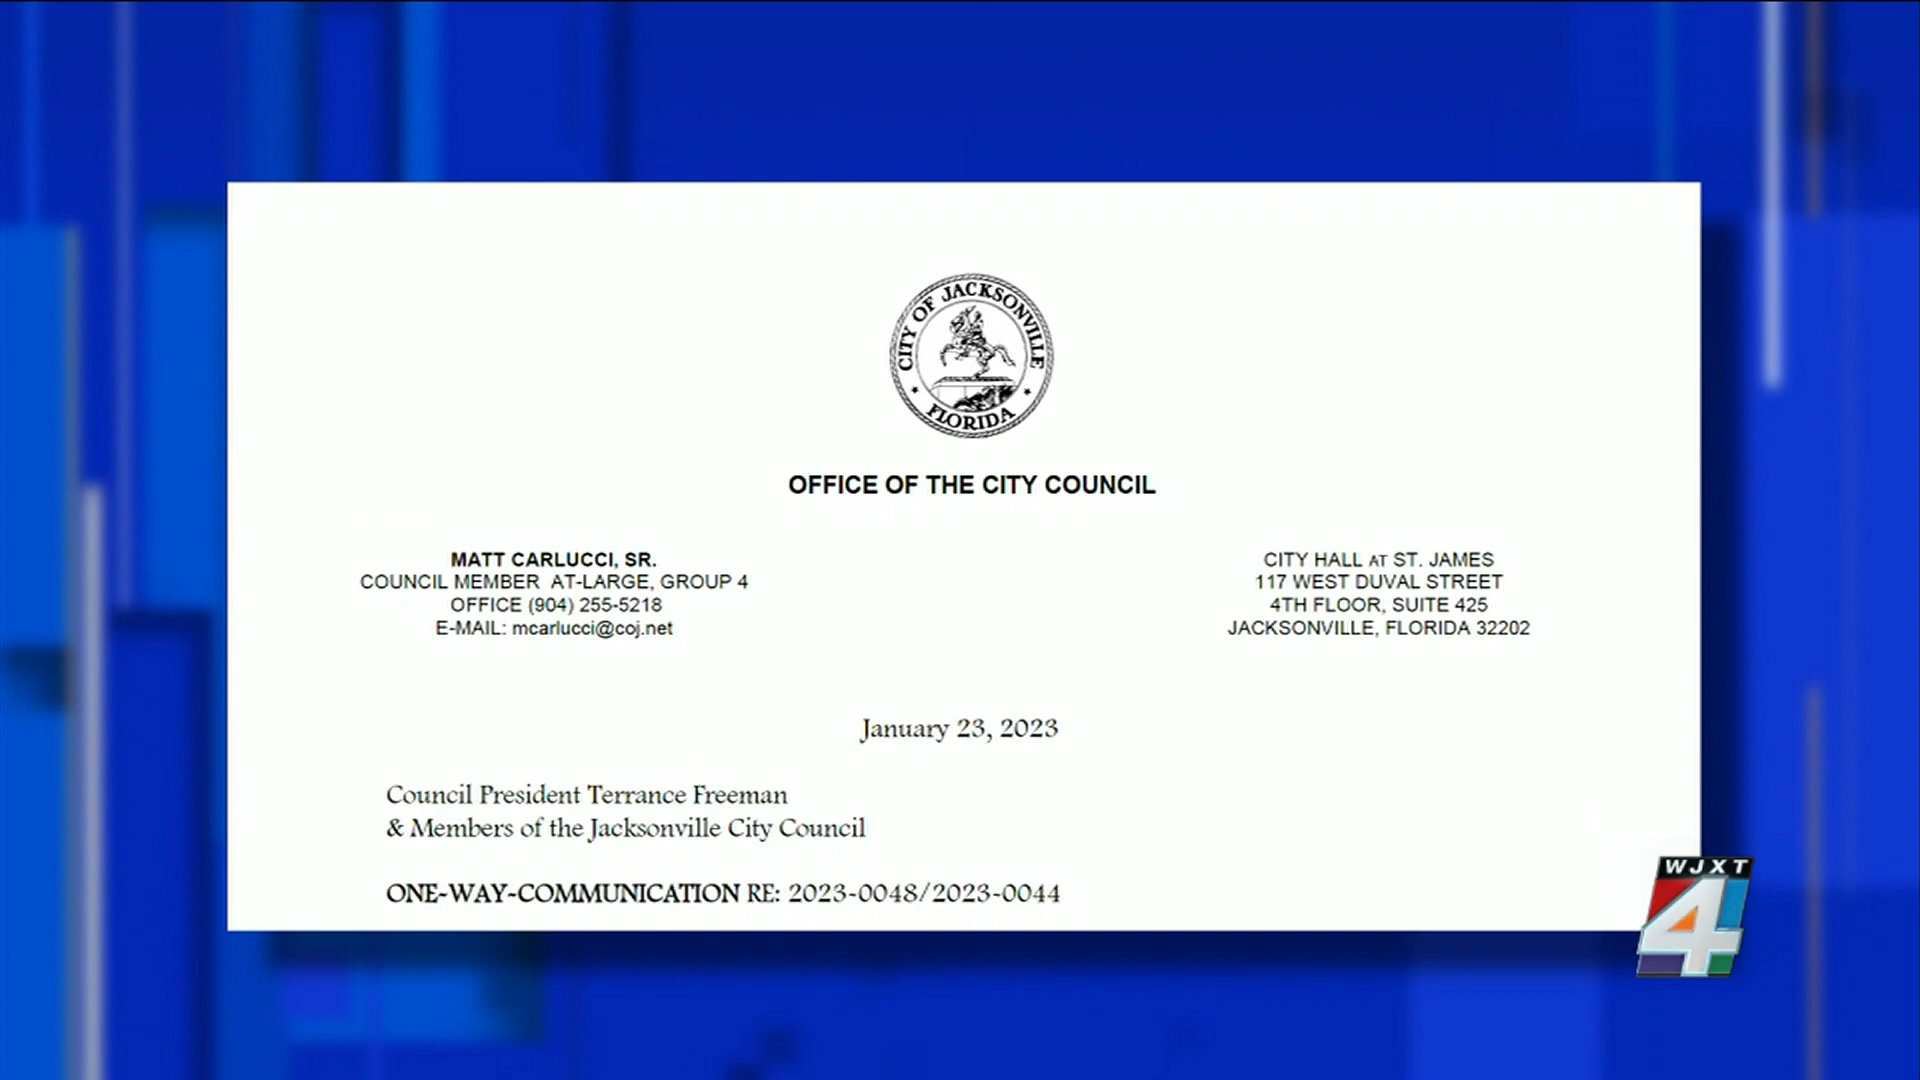 CITY OF JACKSONVILLE
FLORIDA
OFFICE OF THE CITY COUNCIL
MATT CARLUCCI, SR.
COUNCIL MEMBER AT-LARGE, GROUP 4
OFFICE (904) 255-5218
E-MAIL: mcarlucci@coj.net
CITY HALL AT ST. JAMES
117 WEST DUVAL STREET
4TH FLOOR, SUITE 425
JACKSONVILLE, FLORIDA 32202
January 23, 2023
Council President Terrance Freeman
& Members of the Jacksonville City Council
ONE-WAY-COMMUNICATION RE: 2023-0048/2023-0044
WJXT
4